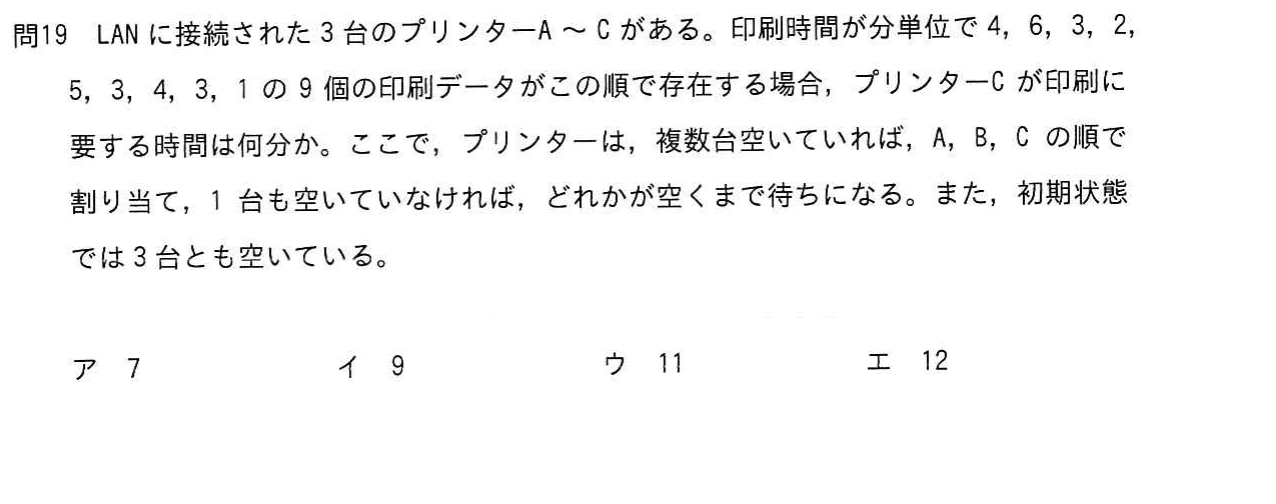 問19 LAN に接続された 3 台のプリンターA ～ C がある。印刷時間が分単位で 4, 6, 3, 2,
5, 3, 4, 3, 1 の 9 個の印刷データがこの順で存在する場合, プリンターC が印刷に
要する時間は何分か。ここで, プリンターは, 複数台空いていれば, A, B, C の順で
割り当て, 1 台も空いていなければ, どれかが空くまで待ちになる。また, 初期状態
では 3 台とも空いている。
ア 7 イ 9 ウ 11 エ 12